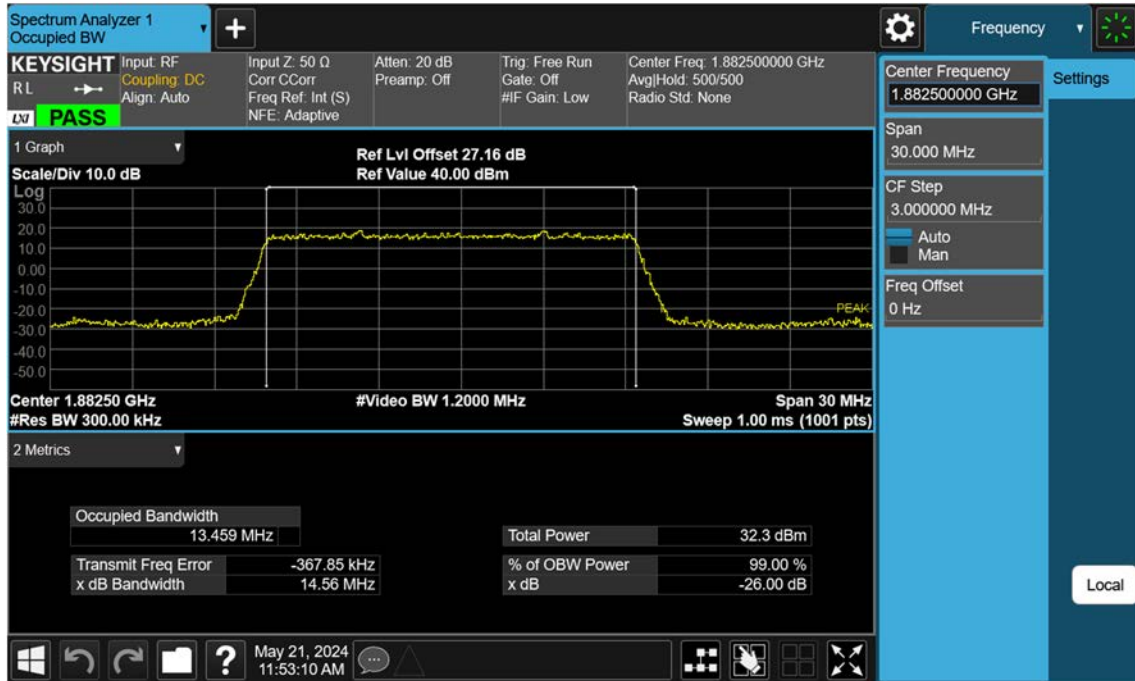 Spectrum Analyzer 1
Occupied BW
Frequency
KEYSIGHT
R L
LXI PASS
Input: RF
Coupling: DC
Align: Auto
Input Z: 50 Ω
Corr CCorr
Freq Ref: Int (S)
NFE: Adaptive
Atten: 20 dB
Preamp: Off
Trig: Free Run
Gate: Off
#IF Gain: Low
Center Freq: 1.882500000 GHz
Avg|Hold: 500/500
Radio Std: None
Center Frequency
1.882500000 GHz
Settings
Span
30.000 MHz
CF Step
3.000000 MHz
Auto
Man
Freq Offset
0 Hz
Local
1 Graph
Scale/Div 10.0 dB
Ref Lvl Offset 27.16 dB
Ref Value 40.00 dBm
Log
30.0
20.0
10.0
0.00
-10.0
-20.0
-30.0
-40.0
-50.0
PEAK
Center 1.88250 GHz
#Video BW 1.2000 MHz
Span 30 MHz
#Res BW 300.00 kHz
Sweep 1.00 ms (1001 pts)
2 Metrics
Occupied Bandwidth
13.459 MHz
Total Power 32.3 dBm
Transmit Freq Error -367.85 kHz
% of OBW Power 99.00 %
x dB Bandwidth 14.56 MHz
x dB -26.00 dB
?
May 21, 2024
11:53:10 AM